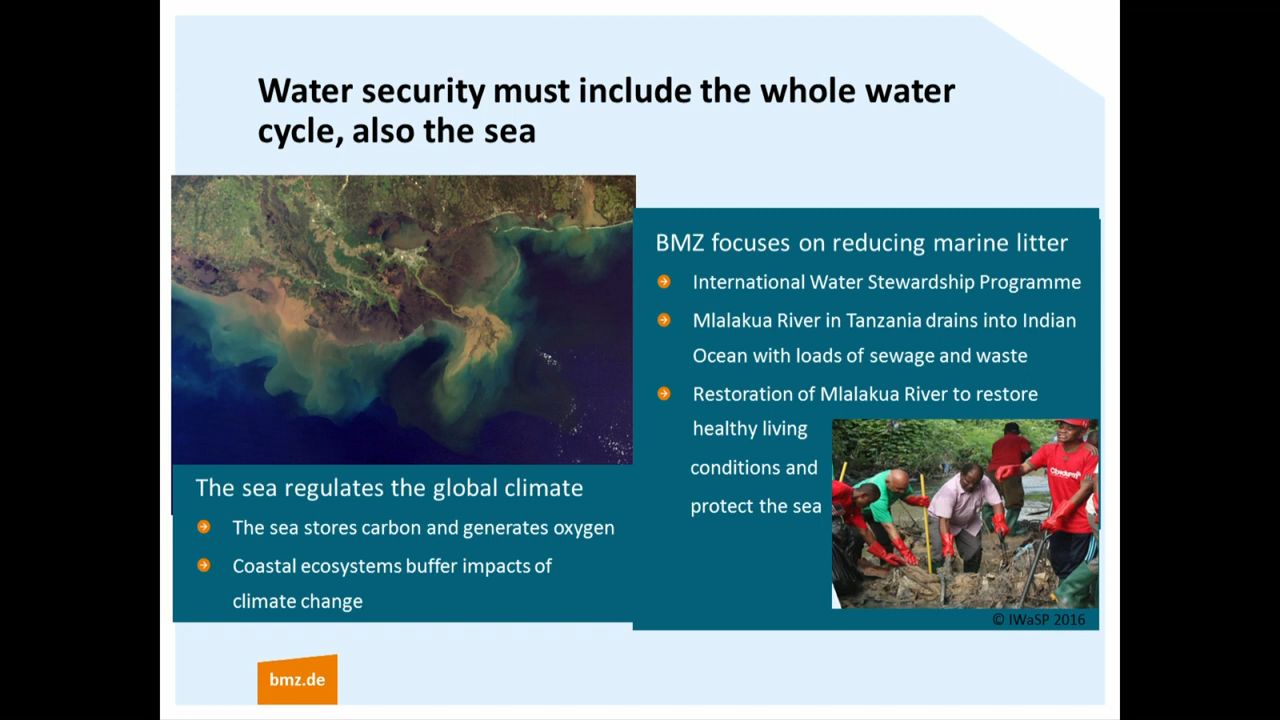 Water security must include the whole water
cycle, also the sea
The sea regulates the global climate
The sea stores carbon and generates oxygen
Coastal ecosystems buffer impacts of
climate change
BMZ focuses on reducing marine litter
International Water Stewardship Programme
Mlalakua River in Tanzania drains into Indian
Ocean with loads of sewage and waste
Restoration of Mlalakua River to restore
healthy living
conditions and
protect the sea
© IWaSP 2016
bmz.de